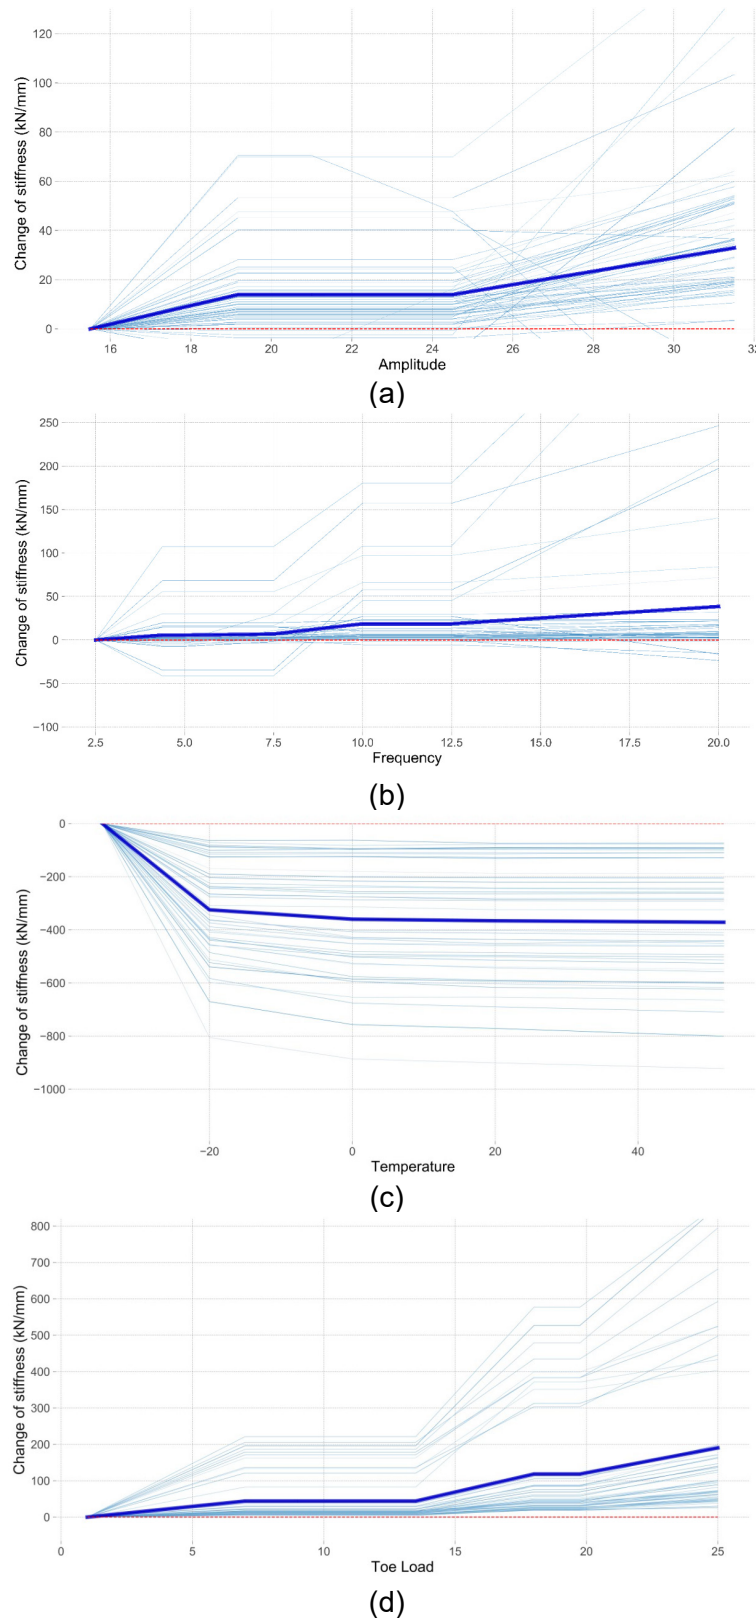 Change of stiffness (kN/mm)
120
100
80
60
40
20
0
16 18 20 22 24 26 28 30 32
Amplitude
(a)
Change of stiffness (kN/mm)
250
200
150
100
50
0
−50
−100
2.5 5.0 7.5 10.0 12.5 15.0 17.5 20.0
Frequency
(b)
Change of stiffness (kN/mm)
0
−200
−400
−600
−800
−1000
−20 0 20 40
Temperature
(c)
Change of stiffness (kN/mm)
800
700
600
500
400
300
200
100
0
0 5 10 15 20 25
Toe Load
(d)